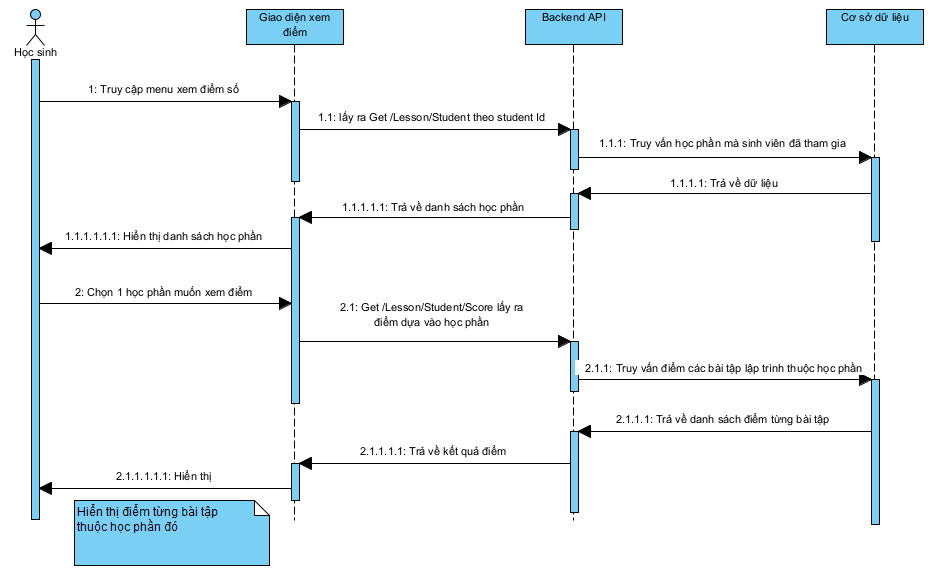 Học sinh
Giao diện xem
điểm
Backend API
Cơ sở dữ liệu
1: Truy cập menu xem điểm số
1.1: lấy ra Get /Lesson/Student theo student Id
1.1.1: Truy vấn học phần mà sinh viên đã tham gia
1.1.1.1: Trả về dữ liệu
1.1.1.1.1: Trả về danh sách học phần
1.1.1.1.1.1: Hiển thị danh sách học phần
2: Chọn 1 học phần muốn xem điểm
2.1: Get /Lesson/Student/Score lấy ra
điểm dựa vào học phần
2.1.1: Truy vấn điểm các bài tập lập trình thuộc học phần
2.1.1.1: Trả về danh sách điểm từng bài tập
2.1.1.1.1: Trả về kết quả điểm
2.1.1.1.1.1: Hiển thị
Hiển thị điểm từng bài tập
thuộc học phần đó